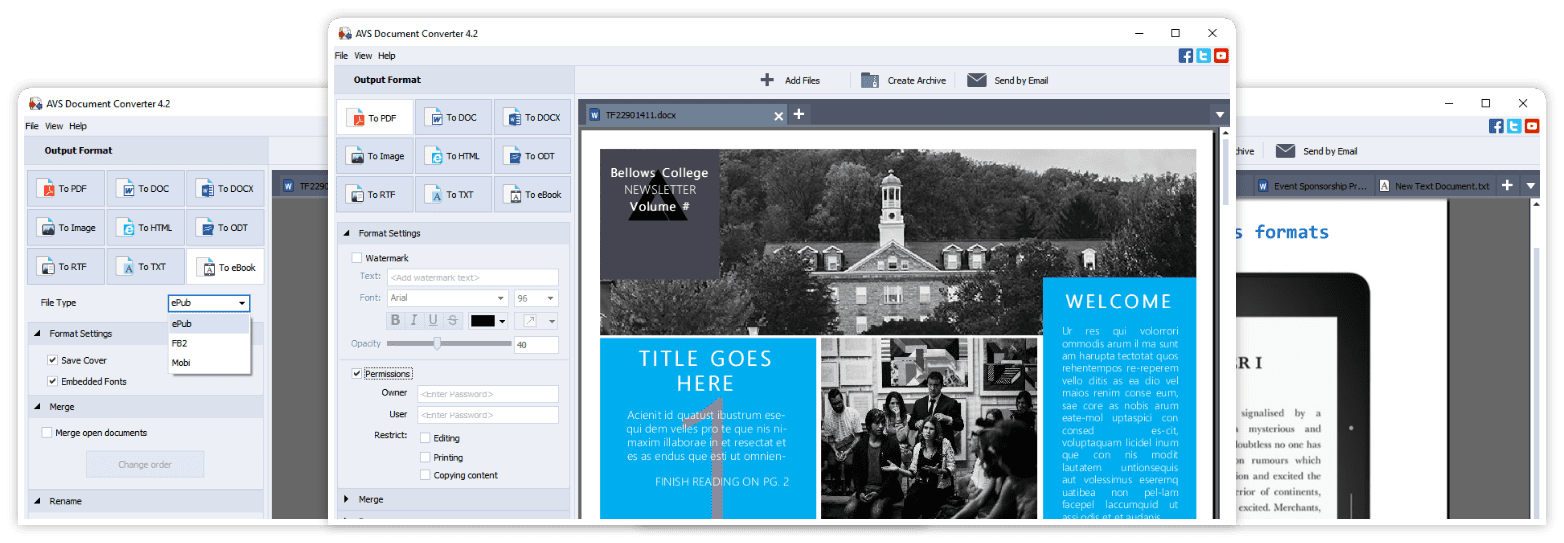 AVS Document Converter 4.2
File View Help
Output Format
To PDF To DOC To DOCX
To Image To HTML To ODT
To RTF To TXT To eBook
File Type ePub
ePub
FB2
Mobi
Format Settings
Save Cover
Embedded Fonts
Merge
Merge open documents
Change order
Rename
AVS Document Converter 4.2
File View Help
Output Format
Add Files Create Archive Send by Email
To PDF To DOC To DOCX
To Image To HTML To ODT
To RTF To TXT To eBook
Format Settings
Watermark
Text: <Add watermark text>
Font: Arial 96
B I U S
Opacity 40
Permissions
Owner <Enter Password>
User <Enter Password>
Restrict: Editing
Printing
Copying content
Merge
TF22901411.docx
Bellows College
NEWSLETTER
Volume #
TITLE GOES
HERE
Acienit id quatust ibustrum ese-
qui dem velles pro te que nis ni-
maxim illaborae in et resectat et
es as endus que esti ut omnien-
FINISH READING ON PG. 2
1
WELCOME
Ur res qui volorrori
ommodis arum il ma sunt
am harupta tectotat quos
rehentempos re-reperem
vello ditis as ea dio vel
maios renim conse eum,
sae core as nobis arum
eate-mol uptaspici con
consed es-cit,
voluptaquam licidel inum
que con nis modit
lautatem untionsequis
aut volessimus eseremq
uatibea non pel-lam
facepel laccumquid ut
assi odis et et audanis
TF2290
hive Send by Email
Event Sponsorship Pr... New Text Document.txt
s formats
ER I
signalised by a
mysterious and
doubtless no one has
on rumours which
ion and excited the
rior of continents,
excited. Merchants,